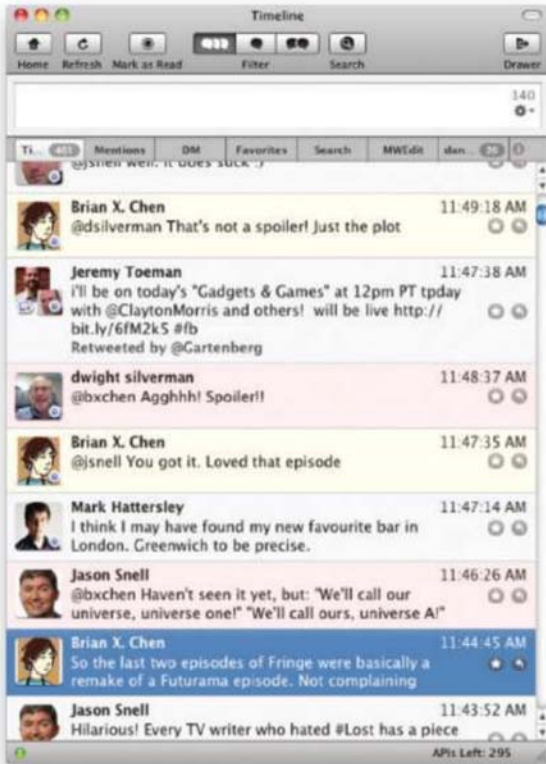 Timeline
Home Refresh Mark as Read Filter Search Drawer
140
Ti... 401 Mentions DM Favorites Search MWEdit dan...
@jsnell well. It does suck :)
Brian X. Chen 11:49:18 AM
@dsilverman That's not a spoiler! Just the plot
Jeremy Toeman 11:47:38 AM
i'll be on today's "Gadgets & Games" at 12pm PT tpday
with @ClaytonMorris and others! will be live http://
bit.ly/6fM2k5 #fb
Retweeted by @Gartenberg
dwight silverman 11:48:37 AM
@bxchen Agghhh! Spoiler!!
Brian X. Chen 11:47:35 AM
@jsnell You got it. Loved that episode
Mark Hattersley 11:47:14 AM
I think I may have found my new favourite bar in
London. Greenwich to be precise.
Jason Snell 11:46:26 AM
@bxchen Haven't seen it yet, but: "We'll call our
universe, universe one!" "We'll call ours, universe A!"
Brian X. Chen 11:44:45 AM
So the last two episodes of Fringe were basically a
remake of a Futurama episode. Not complaining
Jason Snell 11:43:52 AM
Hilarious! Every TV writer who hated #Lost has a piece
APIs Left: 295